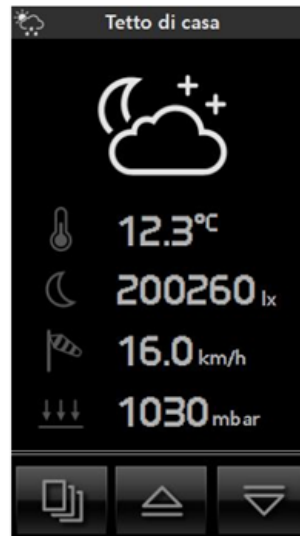 Tetto di casa
12.3°C
200260 lx
16.0 km/h
1030 mbar